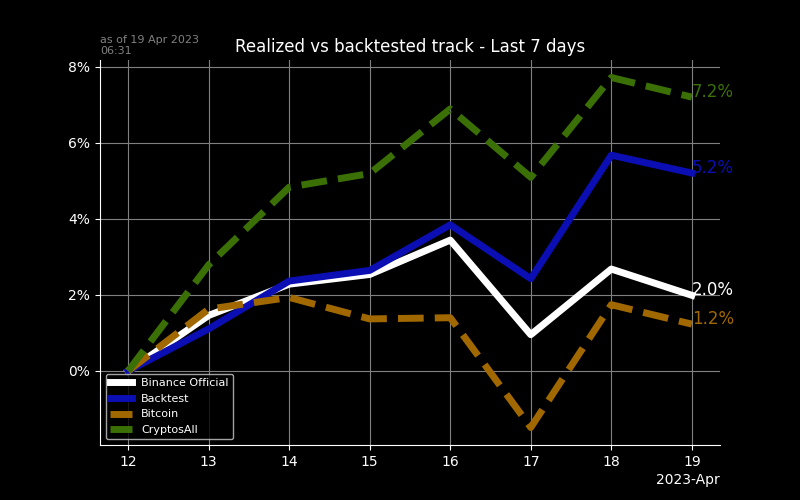 as of 19 Apr 2023
06:31
Realized vs backtested track - Last 7 days
8%
6%
4%
2%
0%
7.2%
5.2%
2.0%
1.2%
Binance Official
Backtest
Bitcoin
CryptosAll
12 13 14 15 16 17 18 19
2023-Apr